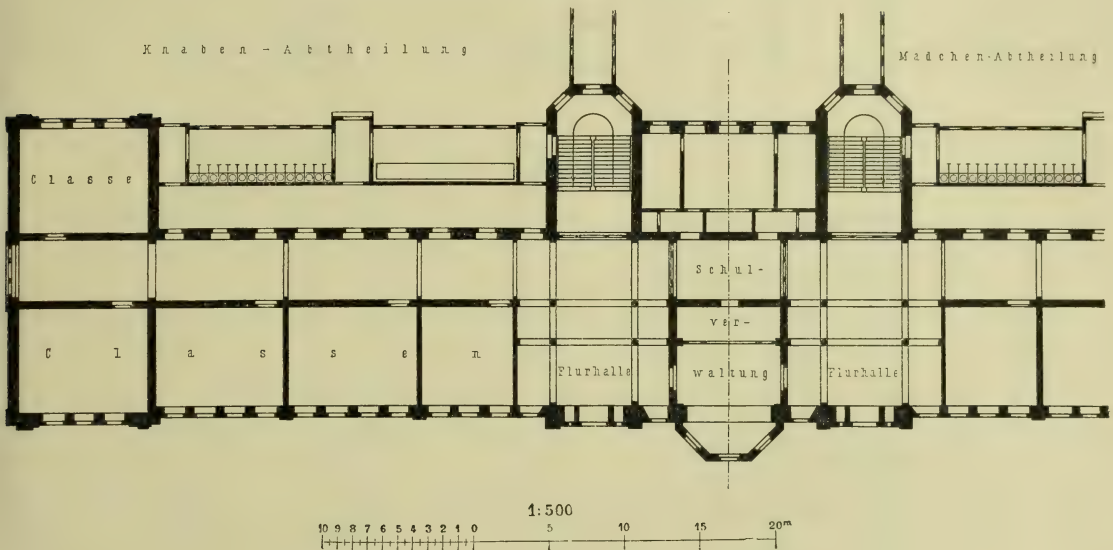 Knaben-Abtheilung
Mädchen-Abtheilung
Classe
Schul-
ver-
Classen
Flurhalle
waltung
Flurhalle
1:500
10 9 8 7 6 5 4 3 2 1 0 5 10 15 20m